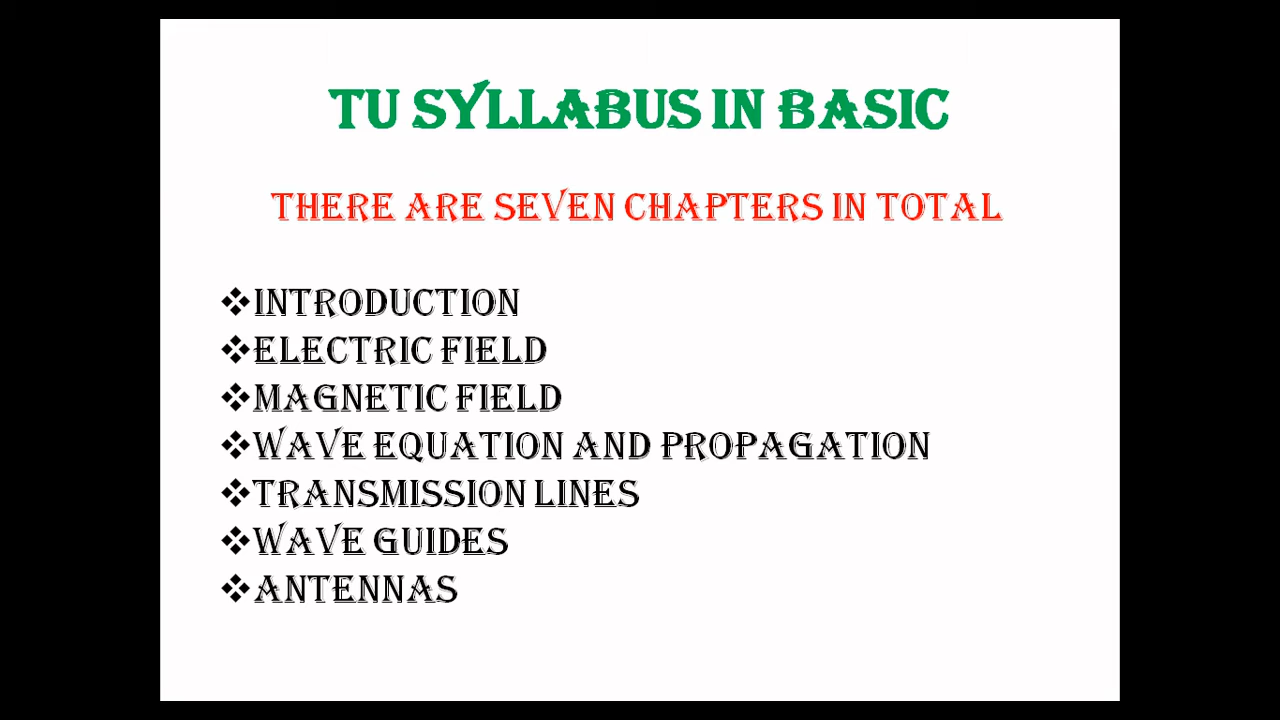 TU SYLLABUS IN BASIC
THERE ARE SEVEN CHAPTERS IN TOTAL
❖INTRODUCTION
❖ELECTRIC FIELD
❖MAGNETIC FIELD
❖WAVE EQUATION AND PROPAGATION
❖TRANSMISSION LINES
❖WAVE GUIDES
❖ANTENNAS